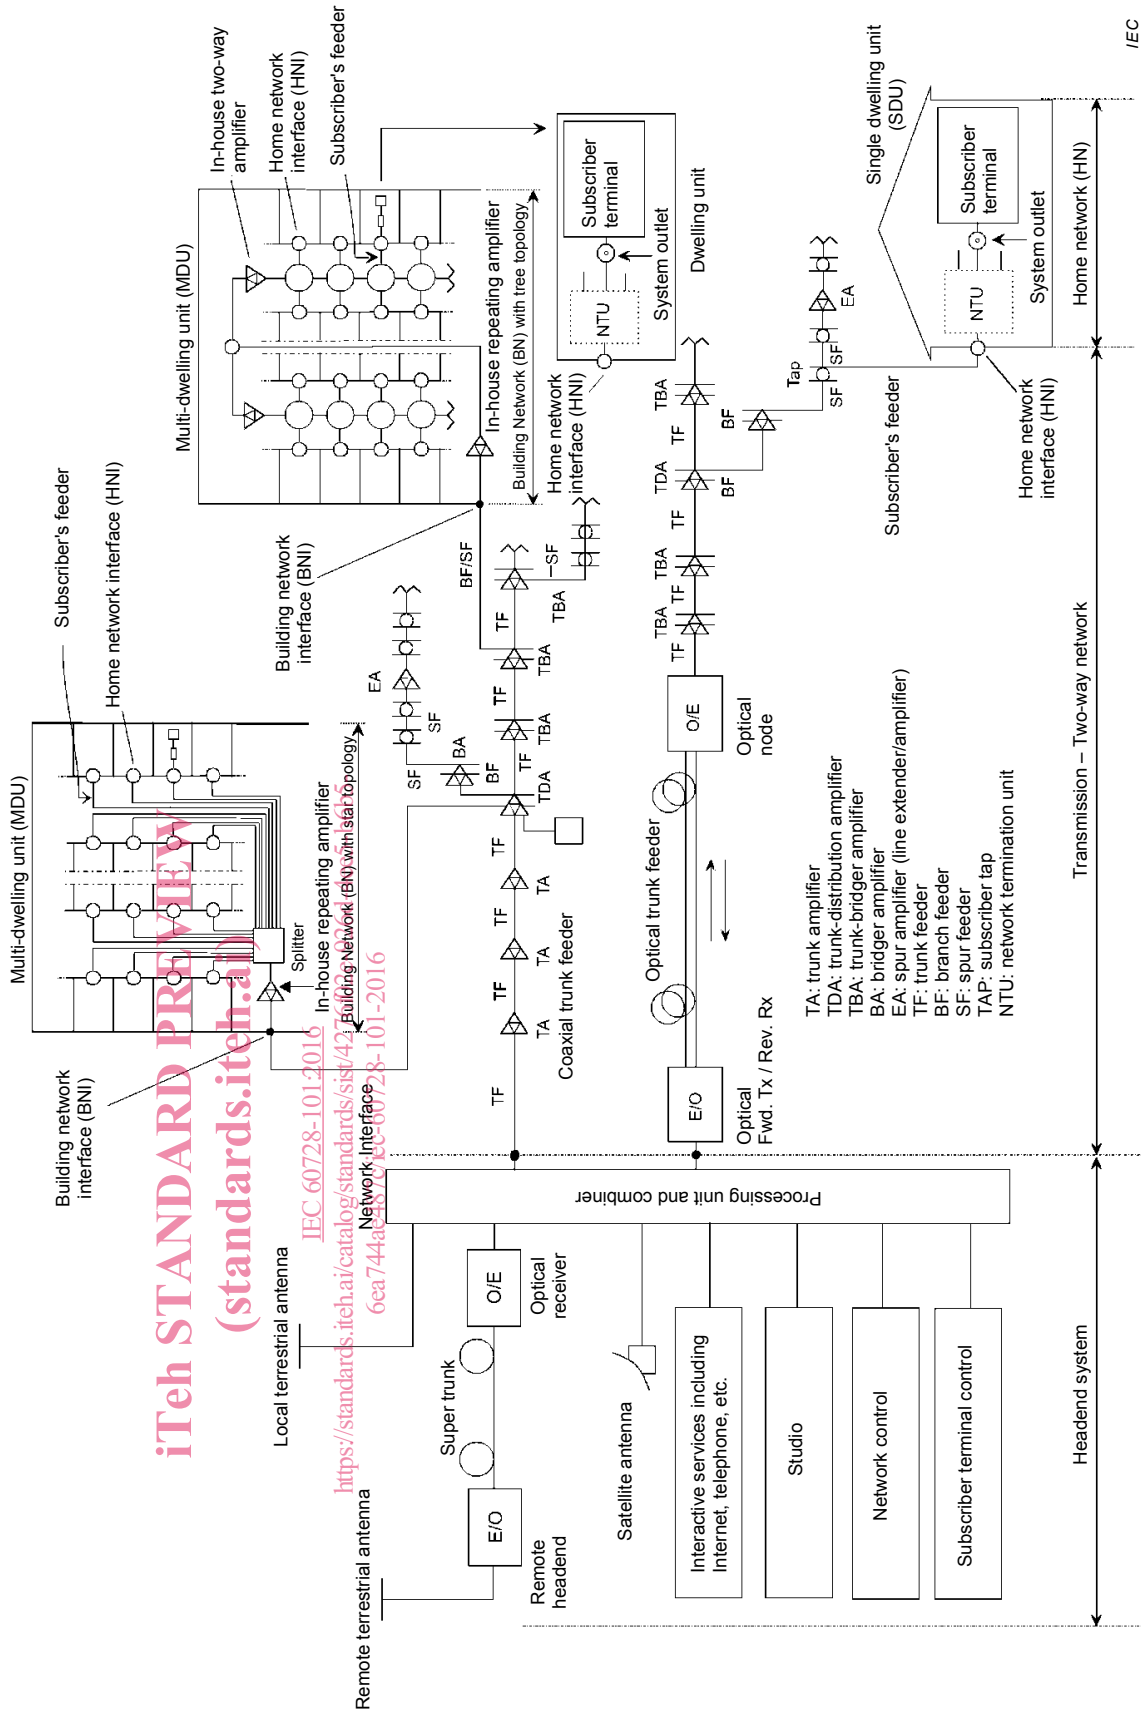 Multi-dwelling unit (MDU)
Subscriber's feeder
Home network interface (HNI)
Building network
interface (BNI)
Splitter
In-house repeating amplifier
Building Network (BN) with star topology
Multi-dwelling unit (MDU)
In-house two-way
amplifier
Home network
interface (HNI)
Subscriber's feeder
Building network
interface (BNI)
In-house repeating amplifier
Building Network (BN) with tree topology
Local terrestrial antenna
Remote terrestrial antenna
Network Interface
E/O
Remote
headend
Super trunk
O/E
Optical
receiver
Satellite antenna
Interactive services including
Internet, telephone, etc.
Studio
Network control
Subscriber terminal control
Processing unit and combiner
TF
TA
TF
TA
TF
TA
TF
Coaxial trunk feeder
TDA
BF
BA
SF
SF
EA
TF
TBA
TF
TBA
BF/SF
TF
TBA
SF
Home network
interface (HNI)
NTU
Subscriber
terminal
System outlet
Dwelling unit
E/O
Optical
Fwd. Tx / Rev. Rx
Optical trunk feeder
O/E
Optical
node
TF
TBA
TF
TBA
TF
TDA
BF
TF
TBA
BF
Tap
SF
SF
EA
Subscriber's feeder
Single dwelling unit
(SDU)
NTU
Subscriber
terminal
System outlet
Home network
interface (HNI)
TA: trunk amplifier
TDA: trunk-distribution amplifier
TBA: trunk-bridger amplifier
BA: bridger amplifier
EA: spur amplifier (line extender/amplifier)
TF: trunk feeder
BF: branch feeder
SF: spur feeder
TAP: subscriber tap
NTU: network termination unit
Headend system
Transmission – Two-way network
Home network (HN)
IEC
iTeh STANDARD PREVIEW
(standards.iteh.ai)
IEC 60728-101:2016